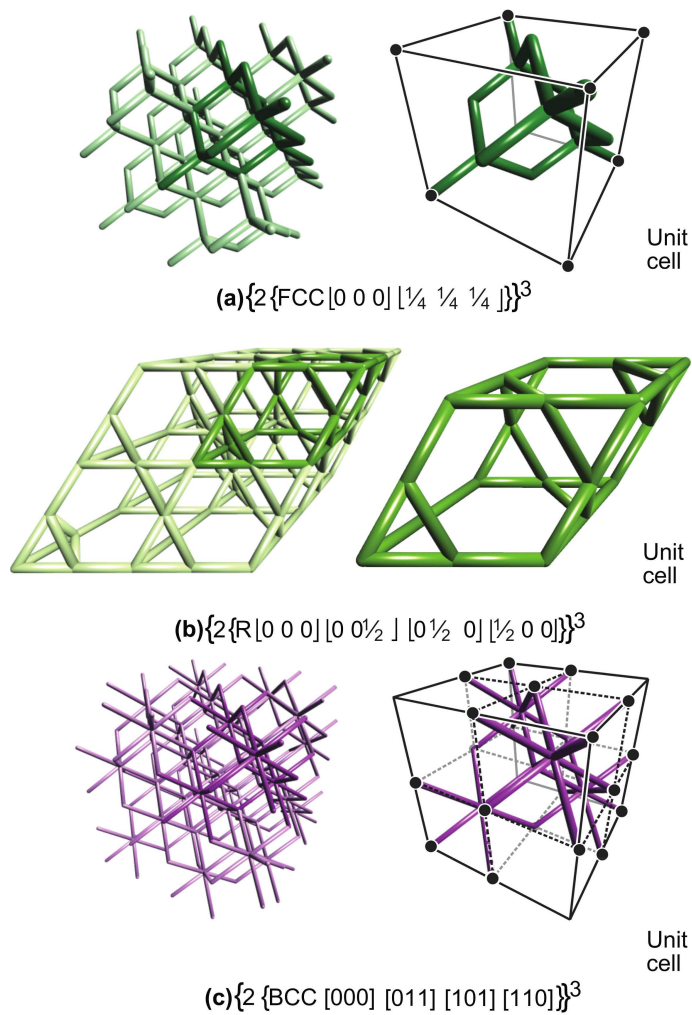 Unit
cell
(a){2{FCC⌊0 0 0⌋ ⌊¼ ¼ ¼ ⌋}}³
Unit
cell
(b){2{R⌊0 0 0⌋ ⌊0 0½ ⌋ ⌊0½ 0⌋ ⌊½ 0 0⌋}}³
Unit
cell
(c){2 {BCC [000] [011] [101] [110]}}³